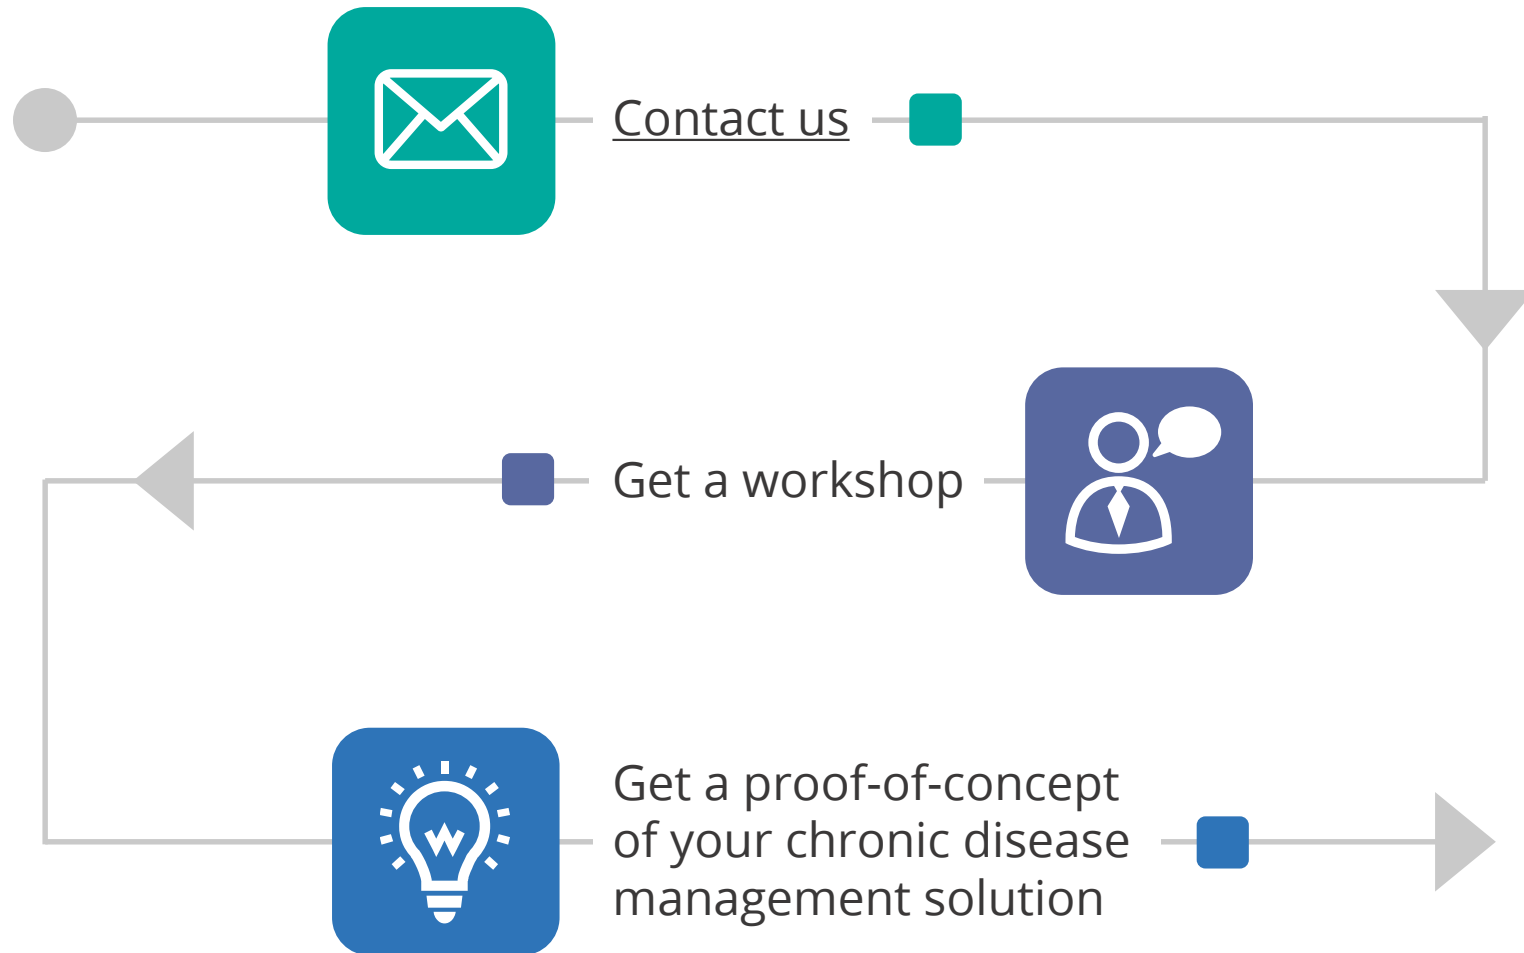 Contact us
Get a workshop
Get a proof-of-concept
of your chronic disease
management solution